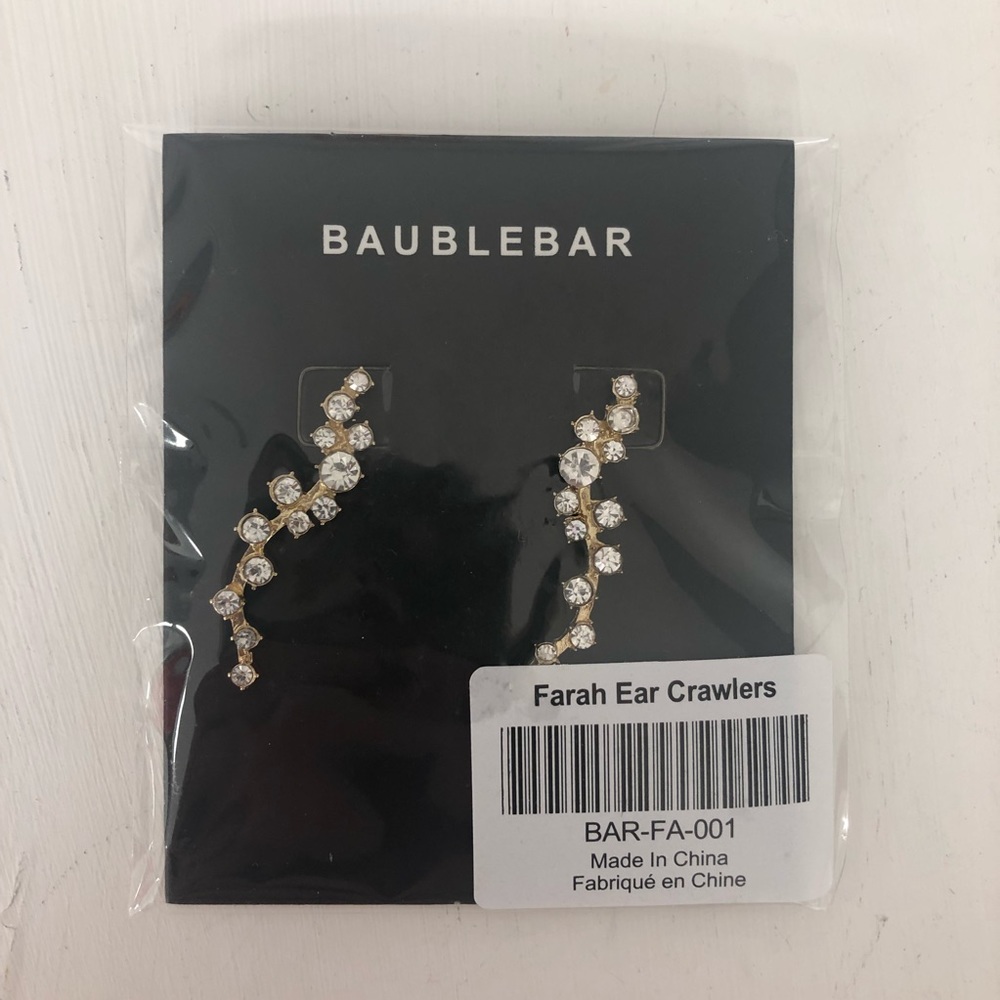 BAUBLEBAR
Farah Ear Crawlers
BAR-FA-001
Made In China
Fabriqué en Chine